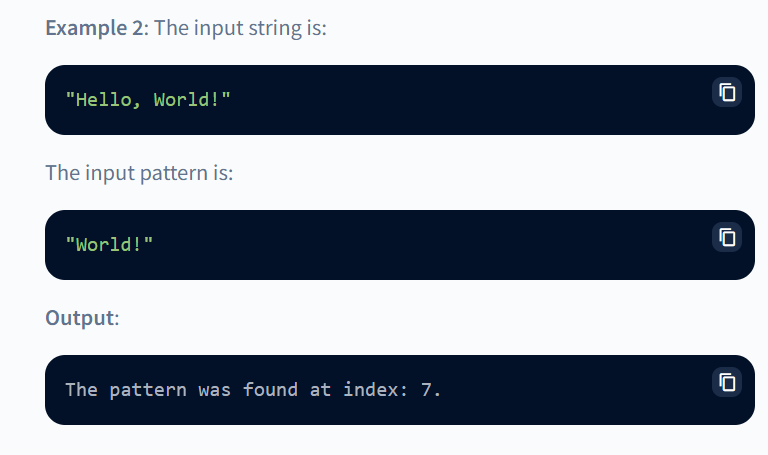 Example 2: The input string is:
"Hello, World!"
The input pattern is:
"World!"
Output:
The pattern was found at index: 7.